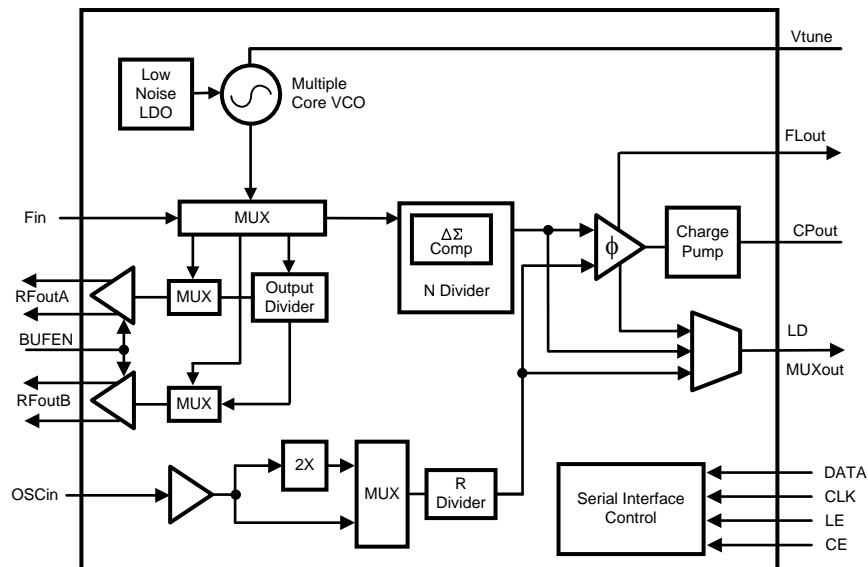 Vtune
Low
Noise
LDO
Multiple
Core VCO
FLout
Fin
MUX
ΔΣ
Comp
N Divider
ϕ
Charge
Pump
CPout
RFoutA
MUX
Output
Divider
BUFEN
LD
MUXout
RFoutB
MUX
OSCin
2X
MUX
R
Divider
Serial Interface
Control
DATA
CLK
LE
CE